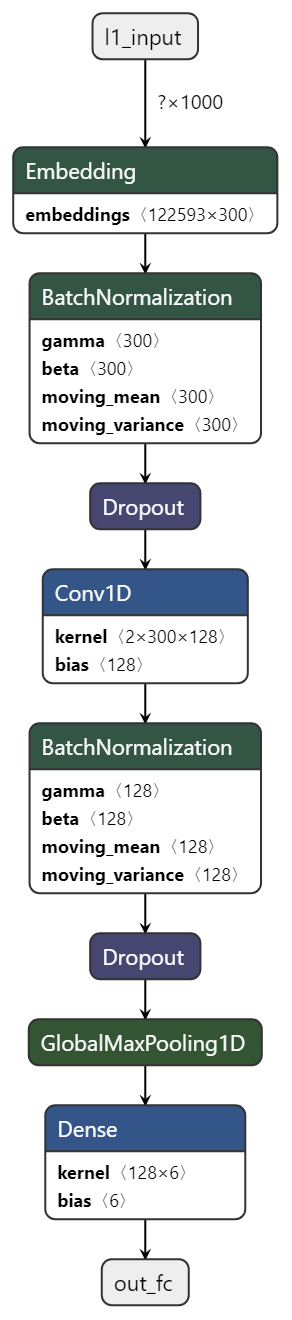 l1_input
?×1000
Embedding
embeddings 〈122593×300〉
BatchNormalization
gamma 〈300〉
beta 〈300〉
moving_mean 〈300〉
moving_variance 〈300〉
Dropout
Conv1D
kernel 〈2×300×128〉
bias 〈128〉
BatchNormalization
gamma 〈128〉
beta 〈128〉
moving_mean 〈128〉
moving_variance 〈128〉
Dropout
GlobalMaxPooling1D
Dense
kernel 〈128×6〉
bias 〈6〉
out_fc